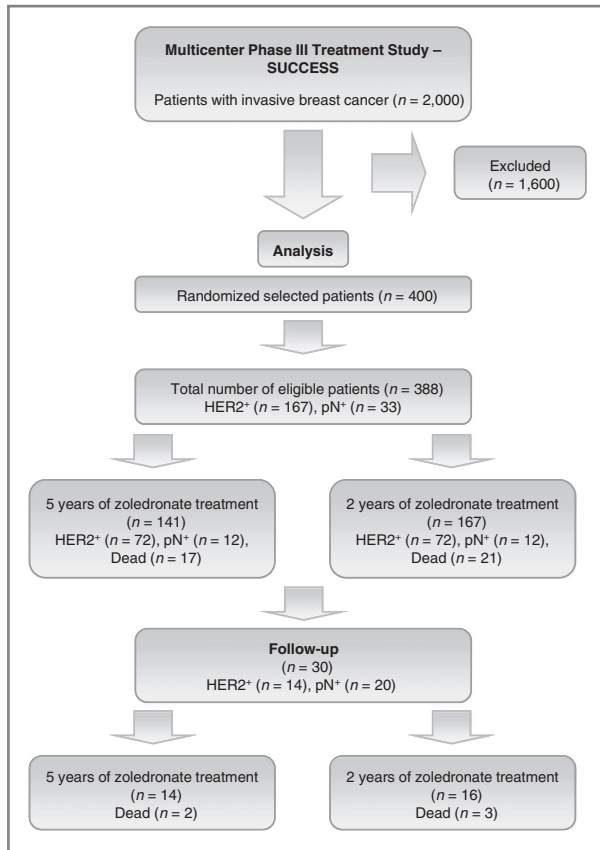 Multicenter Phase III Treatment Study –
SUCCESS
Patients with invasive breast cancer (n = 2,000)
Excluded
(n = 1,600)
Analysis
Randomized selected patients (n = 400)
Total number of eligible patients (n = 388)
HER2+ (n = 167), pN+ (n = 33)
5 years of zoledronate treatment
(n = 141)
HER2+ (n = 72), pN+ (n = 12),
Dead (n = 17)
2 years of zoledronate treatment
(n = 167)
HER2+ (n = 72), pN+ (n = 12),
Dead (n = 21)
Follow-up
(n = 30)
HER2+ (n = 14), pN+ (n = 20)
5 years of zoledronate treatment
(n = 14)
Dead (n = 2)
2 years of zoledronate treatment
(n = 16)
Dead (n = 3)